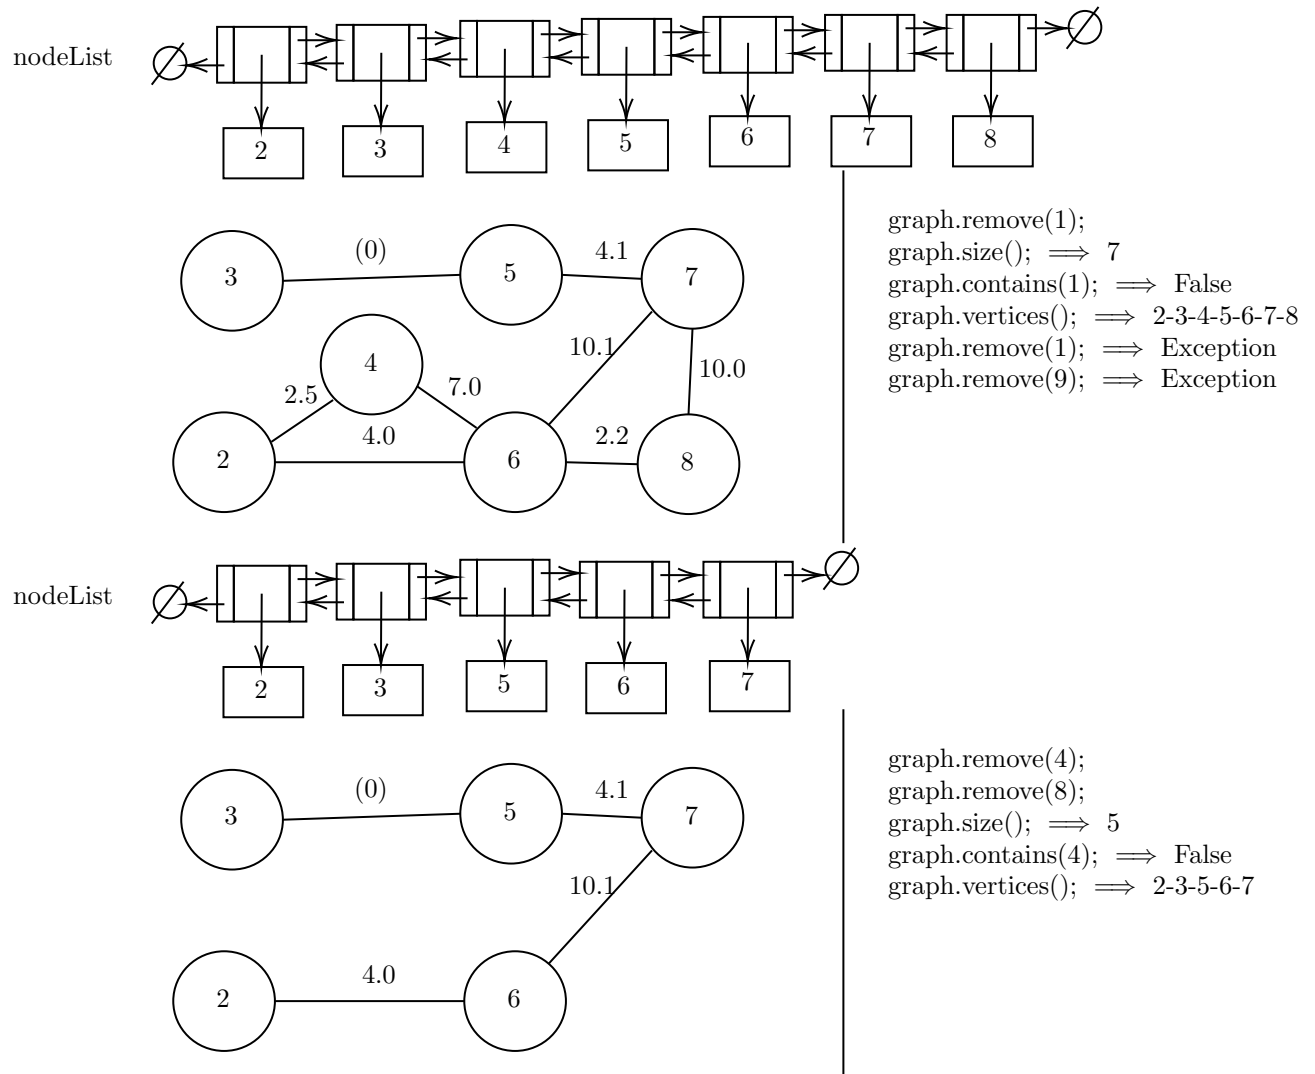 nodeList
2 3 4 5 6 7 8
graph.remove(1);
graph.size(); ⟹ 7
graph.contains(1); ⟹ False
graph.vertices(); ⟹ 2-3-4-5-6-7-8
graph.remove(1); ⟹ Exception
graph.remove(9); ⟹ Exception
(0) 4.1
3 5 7
10.1 10.0
4
2.5 7.0
4.0 2.2
2 6 8
nodeList
2 3 5 6 7
graph.remove(4);
graph.remove(8);
graph.size(); ⟹ 5
graph.contains(4); ⟹ False
graph.vertices(); ⟹ 2-3-5-6-7
(0) 4.1
3 5 7
10.1
4.0
2 6